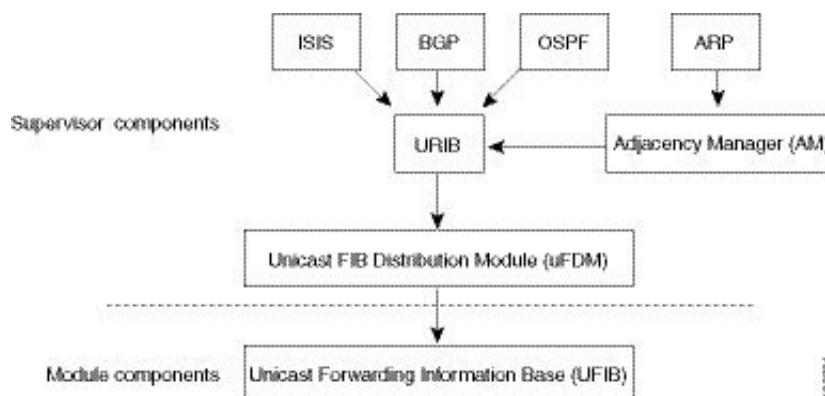 ISIS
BGP
OSPF
ARP
Supervisor components
URIB
Adjacency Manager (AM)
Unicast FIB Distribution Module (uFDM)
Module components
Unicast Forwarding Information Base (UFIB)